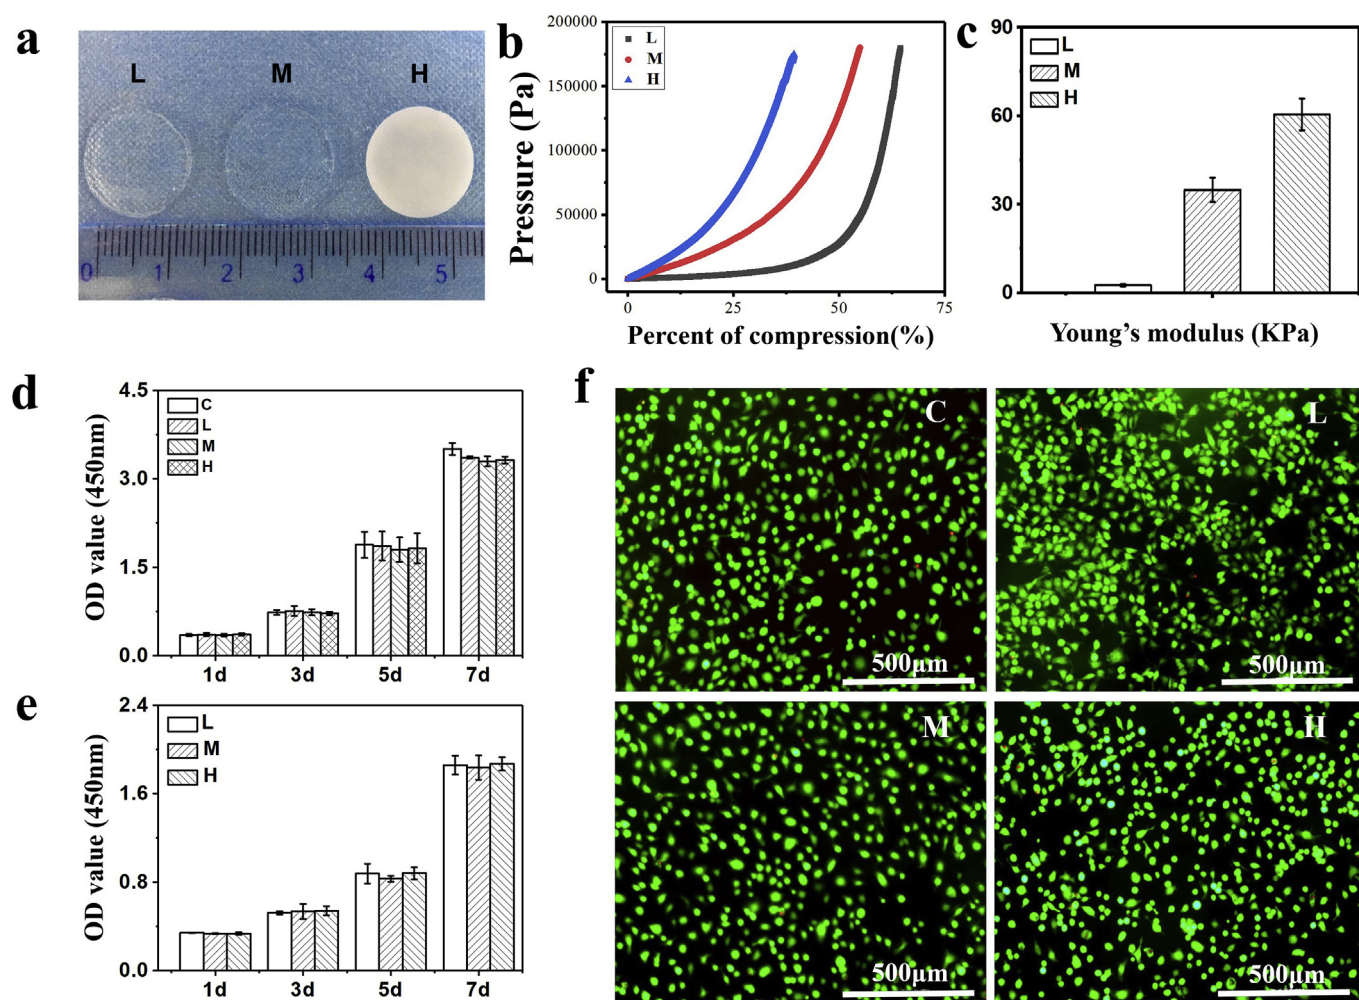 a
L M H
0 1 2 3 4 5
b
L
M
H
200000
150000
100000
50000
0
0 25 50 75
Pressure (Pa)
Percent of compression(%)
c
L
M
H
90
60
30
0
Young's modulus (KPa)
d
C
L
M
H
4.5
3.0
1.5
0.0
1d 3d 5d 7d
OD value (450nm)
e
L
M
H
2.4
1.6
0.8
0.0
1d 3d 5d 7d
OD value (450nm)
f
C
500μm
L
500μm
M
500μm
H
500μm